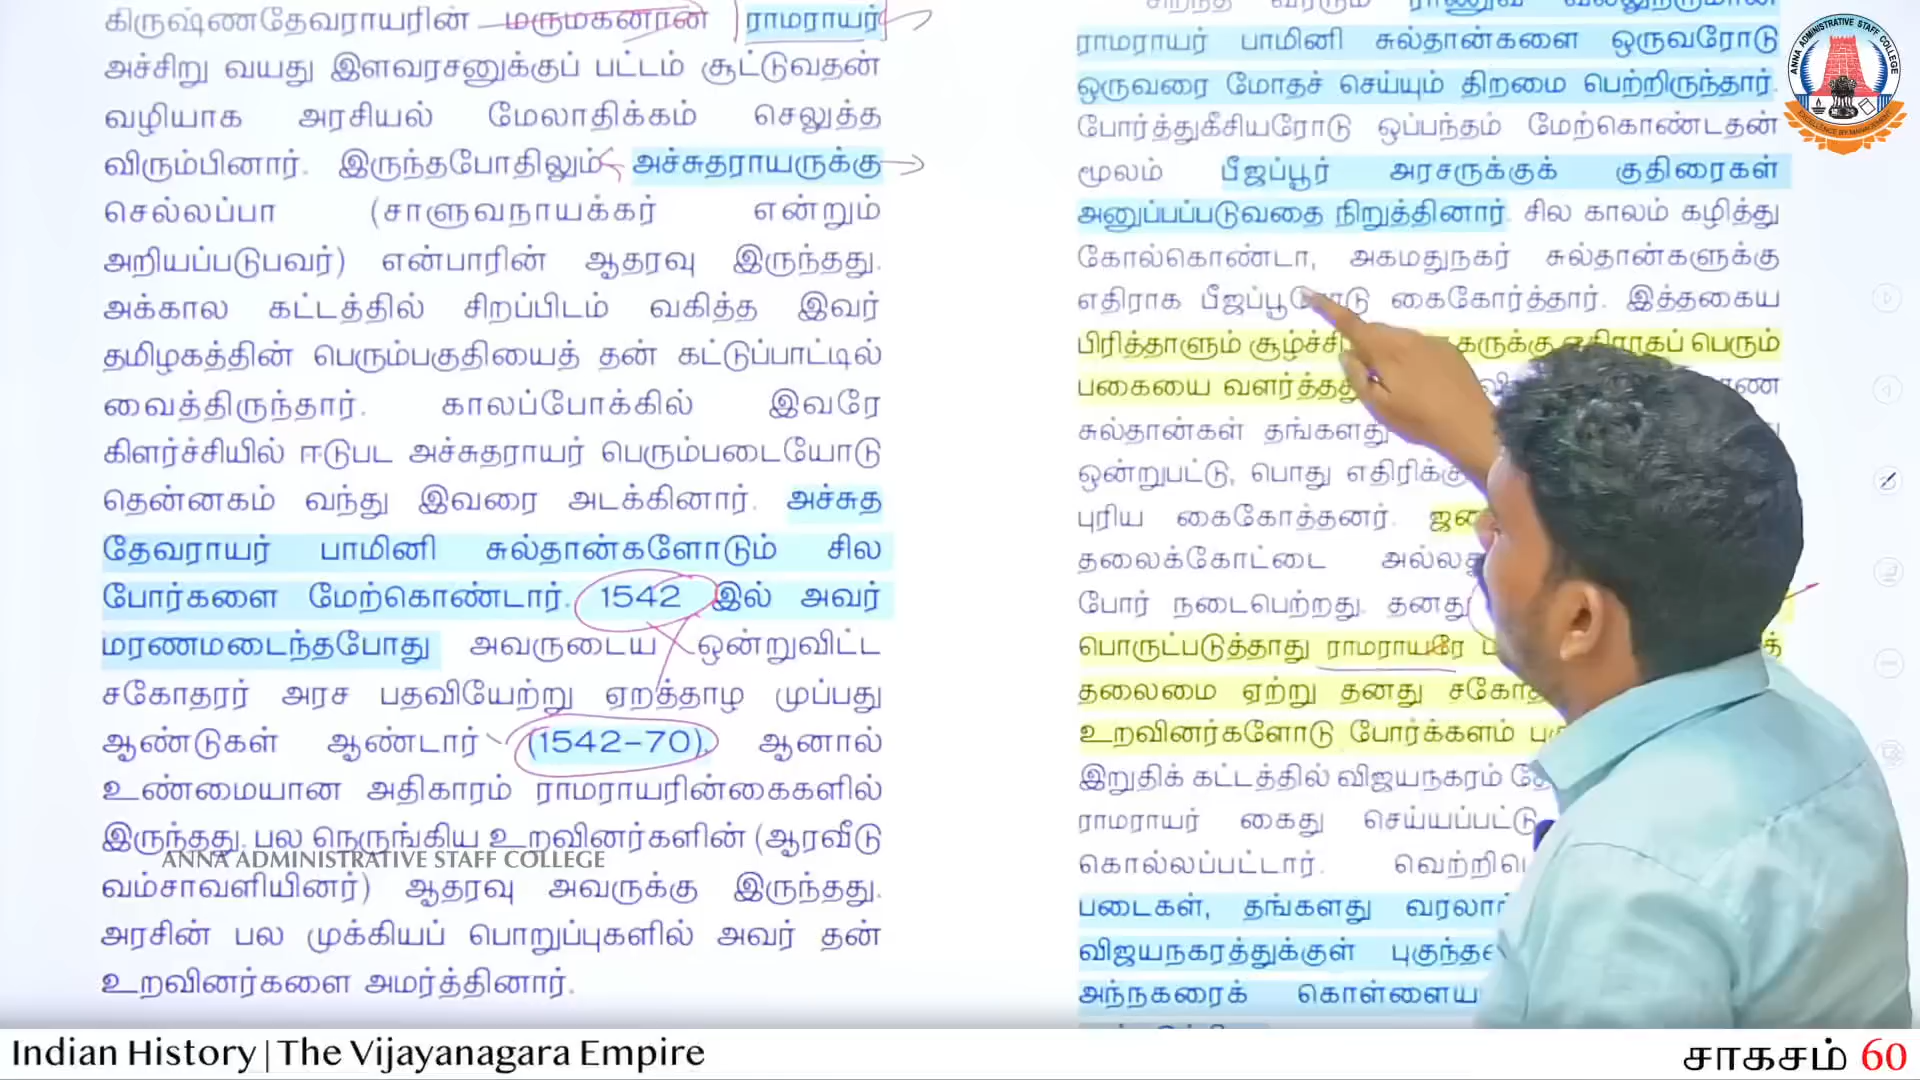 கிருஷ்ணதேவராயரின் மருமகனான ராமராயர்
அச்சிறு வயது இளவரசனுக்குப் பட்டம் சூட்டுவதன்
வழியாக அரசியல் மேலாதிக்கம் செலுத்த
விரும்பினார். இருந்தபோதிலும் அச்சுதராயருக்கு
செல்லப்பா (சாளுவநாயக்கர் என்றும்
அறியப்படுபவர்) என்பாரின் ஆதரவு இருந்தது.
அக்கால கட்டத்தில் சிறப்பிடம் வகித்த இவர்
தமிழகத்தின் பெரும்பகுதியைத் தன் கட்டுப்பாட்டில்
வைத்திருந்தார். காலப்போக்கில் இவரே
கிளர்ச்சியில் ஈடுபட அச்சுதராயர் பெரும்படையோடு
தென்னகம் வந்து இவரை அடக்கினார். அச்சுத
தேவராயர் பாமினி சுல்தான்களோடும் சில
போர்களை மேற்கொண்டார். 1542 இல் அவர்
மரணமடைந்தபோது அவருடைய ஒன்றுவிட்ட
சகோதரர் அரச பதவியேற்று ஏறத்தாழ முப்பது
ஆண்டுகள் ஆண்டார் (1542-70). ஆனால்
உண்மையான அதிகாரம் ராமராயரின்கைகளில்
இருந்தது. பல நெருங்கிய உறவினர்களின் (ஆரவீடு
வம்சாவளியினர்) ஆதரவு அவருக்கு இருந்தது.
அரசின் பல முக்கியப் பொறுப்புகளில் அவர் தன்
உறவினர்களை அமர்த்தினார்.
ANNA ADMINISTRATIVE STAFF COLLEGE
ராமராயர் பாமினி சுல்தான்களை ஒருவரோடு
ஒருவரை மோதச் செய்யும் திறமை பெற்றிருந்தார்.
போர்த்துகீசியரோடு ஒப்பந்தம் மேற்கொண்டதன்
மூலம் பீஜப்பூர் அரசருக்குக் குதிரைகள்
அனுப்பப்படுவதை நிறுத்தினார். சில காலம் கழித்து
கோல்கொண்டா, அகமதுநகர் சுல்தான்களுக்கு
எதிராக பீஜப்பூரோடு கைகோர்த்தார். இத்தகைய
பிரித்தாளும் சூழ்ச்சி எதிராகப் பெரும்
பகையை வளர்த்தது
சுல்தான்கள் தங்களது
ஒன்றுபட்டு, பொது எதிரிக்கு
புரிய கைகோத்தனர்.
தலைக்கோட்டை
போர் நடைபெற்றது. தனது
பொருட்படுத்தாது ராமராயரே
தலைமை ஏற்று தனது
உறவினர்களோடு போர்க்களம்
இறுதிக் கட்டத்தில் விஜயநகரம்
ராமராயர் கைது செய்யப்பட்டு
கொல்லப்பட்டார்.
படைகள், தங்களது
விஜயநகரத்துக்குள்
அந்நகரைக்
ANNA ADMINISTRATIVE STAFF COLLEGE
EXCELLENCE BY MANAGEMENT
Indian History | The Vijayanagara Empire
சாகசம் 60